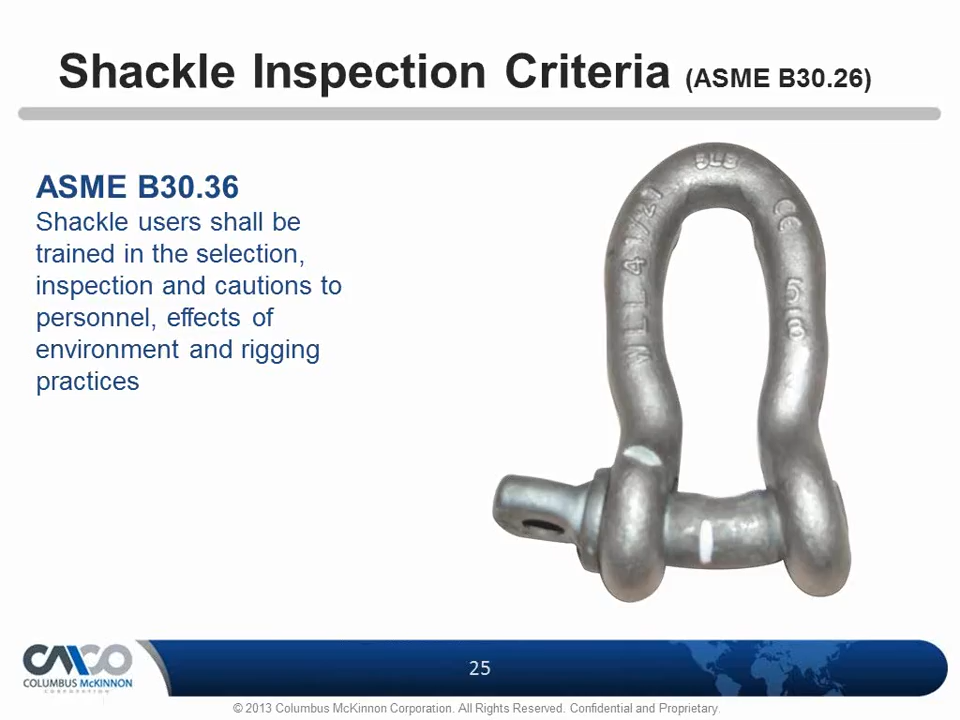 Shackle Inspection Criteria (ASME B30.26)
ASME B30.36
Shackle users shall be
trained in the selection,
inspection and cautions to
personnel, effects of
environment and rigging
practices
WLL 4 1/2T
CE 5/8
CMCO
COLUMBUS McKINNON
CORPORATION
25
© 2013 Columbus McKinnon Corporation. All Rights Reserved. Confidential and Proprietary.